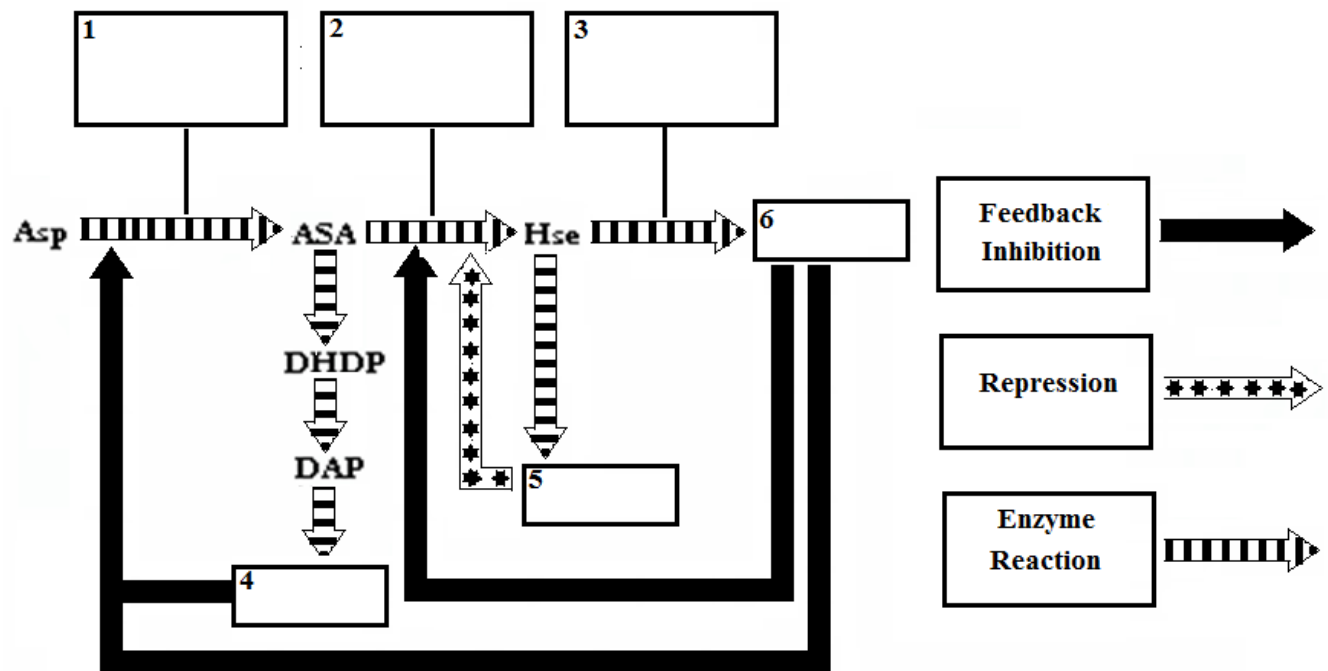 1
2
3
Asp
ASA
Hse
6
Feedback
Inhibition
DHDP
Repression
DAP
5
Enzyme
Reaction
4